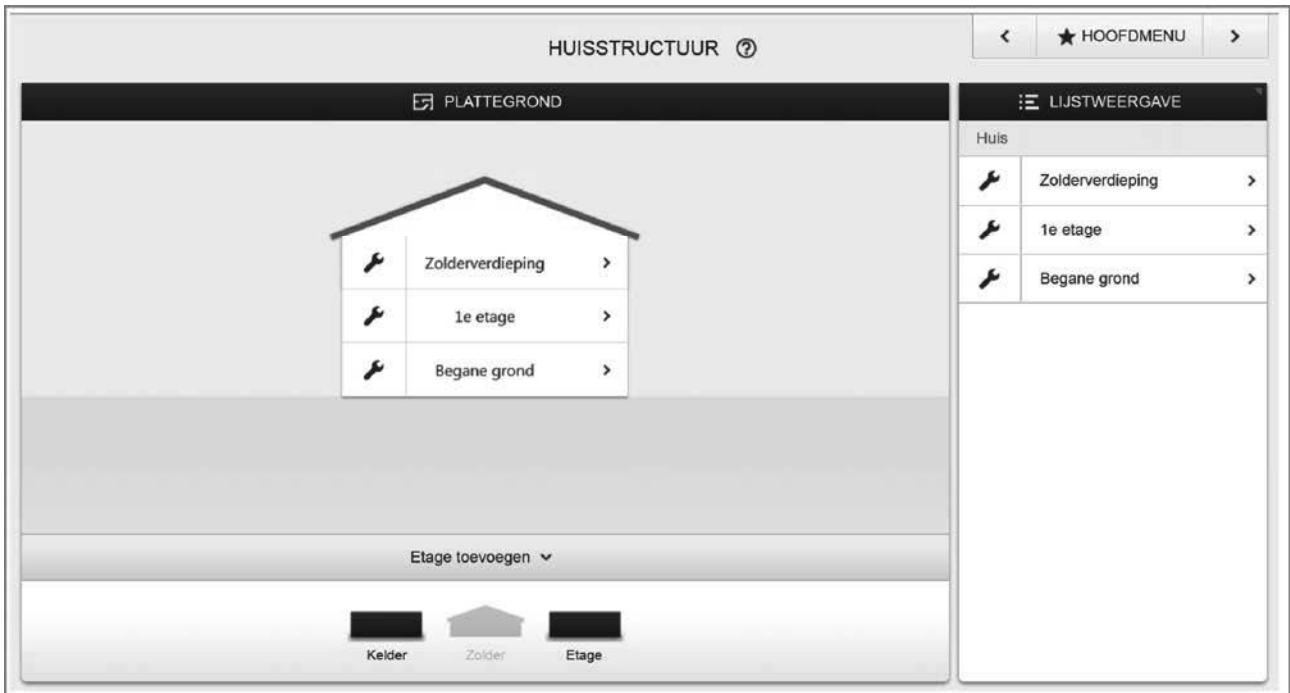 HUISSTRUCTUUR
HOOFDMENU
PLATTEGROND
Zolderverdieping
1e etage
Begane grond
Etage toevoegen
Kelder
Zolder
Etage
LIJSTWEERGAVE
Huis
Zolderverdieping
1e etage
Begane grond